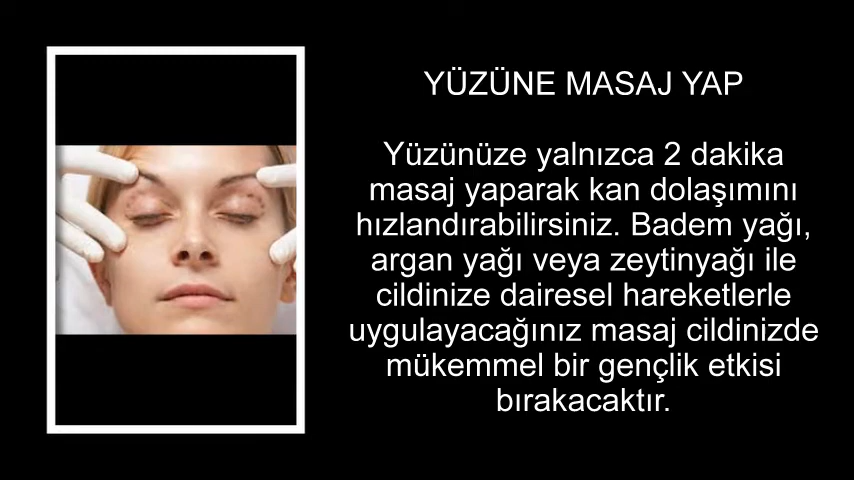 YÜZÜNE MASAJ YAP
Yüzünüze yalnızca 2 dakika
masaj yaparak kan dolaşımını
hızlandırabilirsiniz. Badem yağı,
argan yağı veya zeytinyağı ile
cildinize dairesel hareketlerle
uygulayacağınız masaj cildinizde
mükemmel bir gençlik etkisi
bırakacaktır.